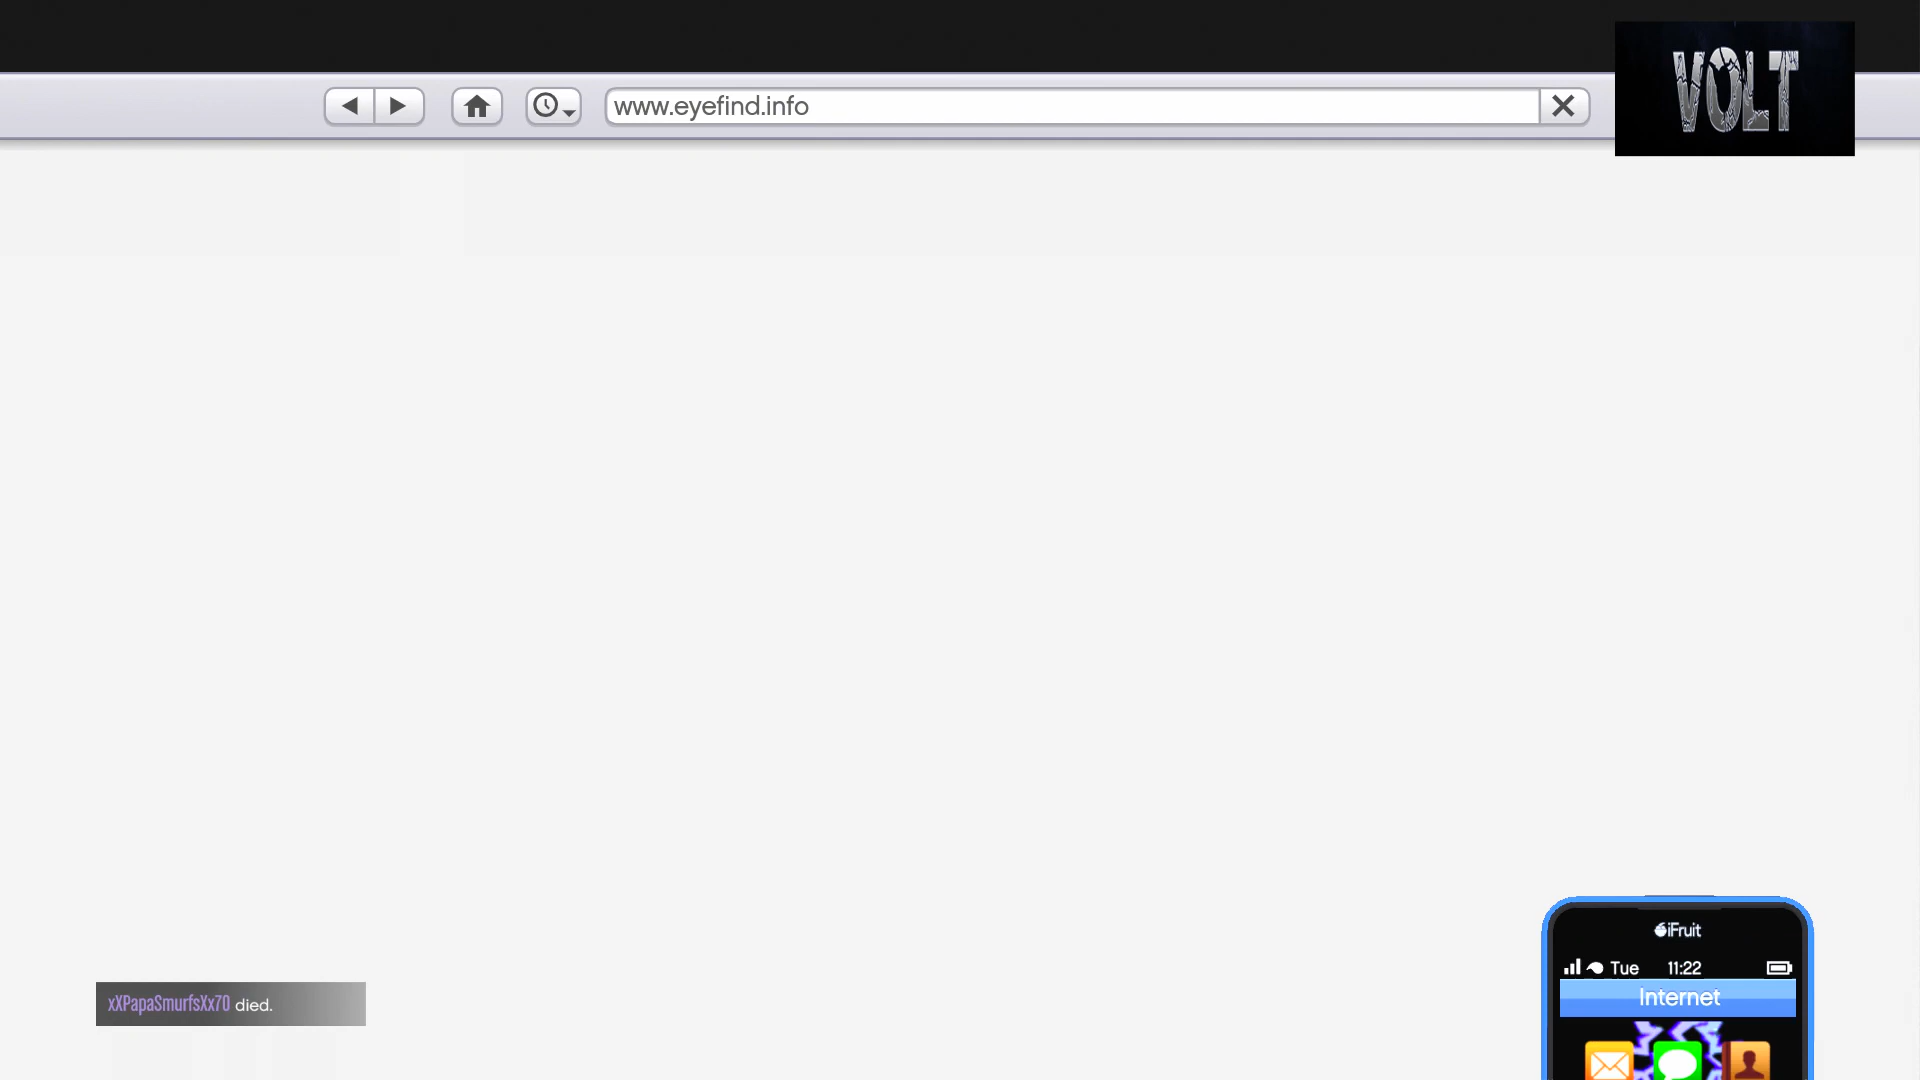 VOLT
www.eyefind.info
iFruit
Tue 11:22
Internet
xXPapaSmurfsXx70 died.